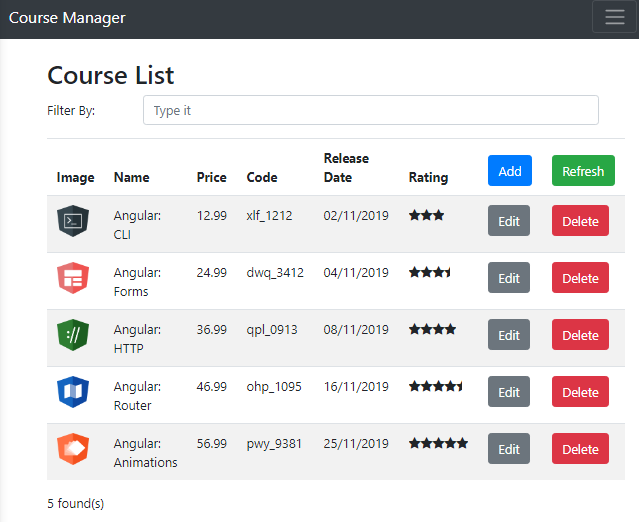 Course Manager
Course List
Filter By: Type it
Image Name Price Code Release Date Rating Add Refresh
Angular: CLI 12.99 xlf_1212 02/11/2019 Edit Delete
Angular: Forms 24.99 dwq_3412 04/11/2019 Edit Delete
Angular: HTTP 36.99 qpl_0913 08/11/2019 Edit Delete
Angular: Router 46.99 ohp_1095 16/11/2019 Edit Delete
Angular: Animations 56.99 pwy_9381 25/11/2019 Edit Delete
5 found(s)